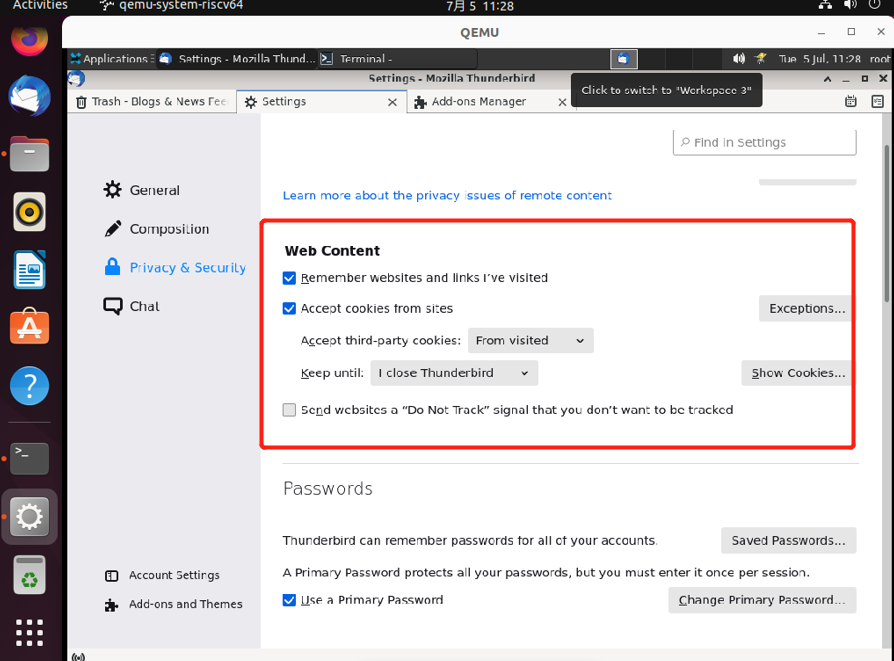 Activities qemu-system-riscv64 7月 5 11:28
QEMU
Applications Settings - Mozilla Thund... Terminal - Tue 5 Jul, 11:28 root
Settings - Mozilla Thunderbird
Click to switch to "Workspace 3"
Trash - Blogs & News Fee Settings Add-ons Manager
Find in Settings
General
Composition
Privacy & Security
Chat
Learn more about the privacy issues of remote content
Web Content
Remember websites and links I’ve visited
Accept cookies from sites Exceptions...
Accept third-party cookies: From visited
Keep until: I close Thunderbird Show Cookies...
Send websites a “Do Not Track” signal that you don’t want to be tracked
Passwords
Thunderbird can remember passwords for all of your accounts. Saved Passwords...
A Primary Password protects all your passwords, but you must enter it once per session.
Use a Primary Password Change Primary Password...
Account Settings
Add-ons and Themes